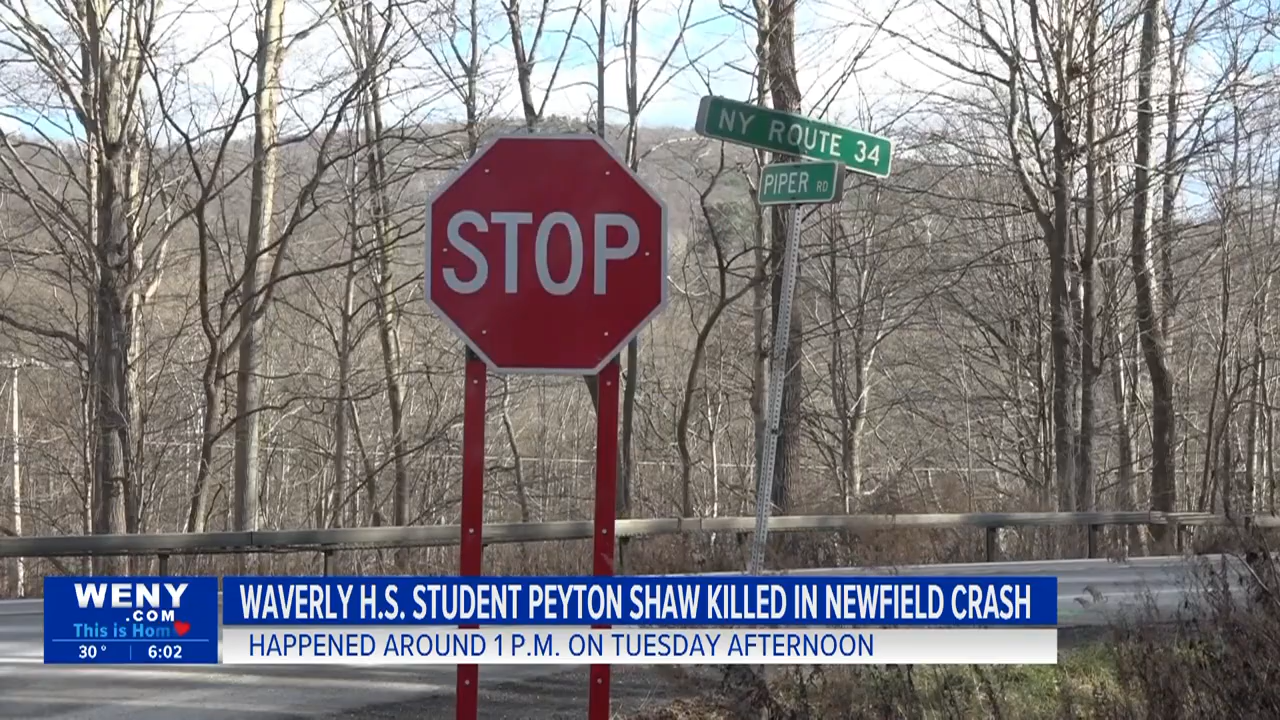 NY ROUTE 34
PIPER RD
STOP
WENY
.COM
This is Hom
30° | 6:02
WAVERLY H.S. STUDENT PEYTON SHAW KILLED IN NEWFIELD CRASH
HAPPENED AROUND 1 P.M. ON TUESDAY AFTERNOON